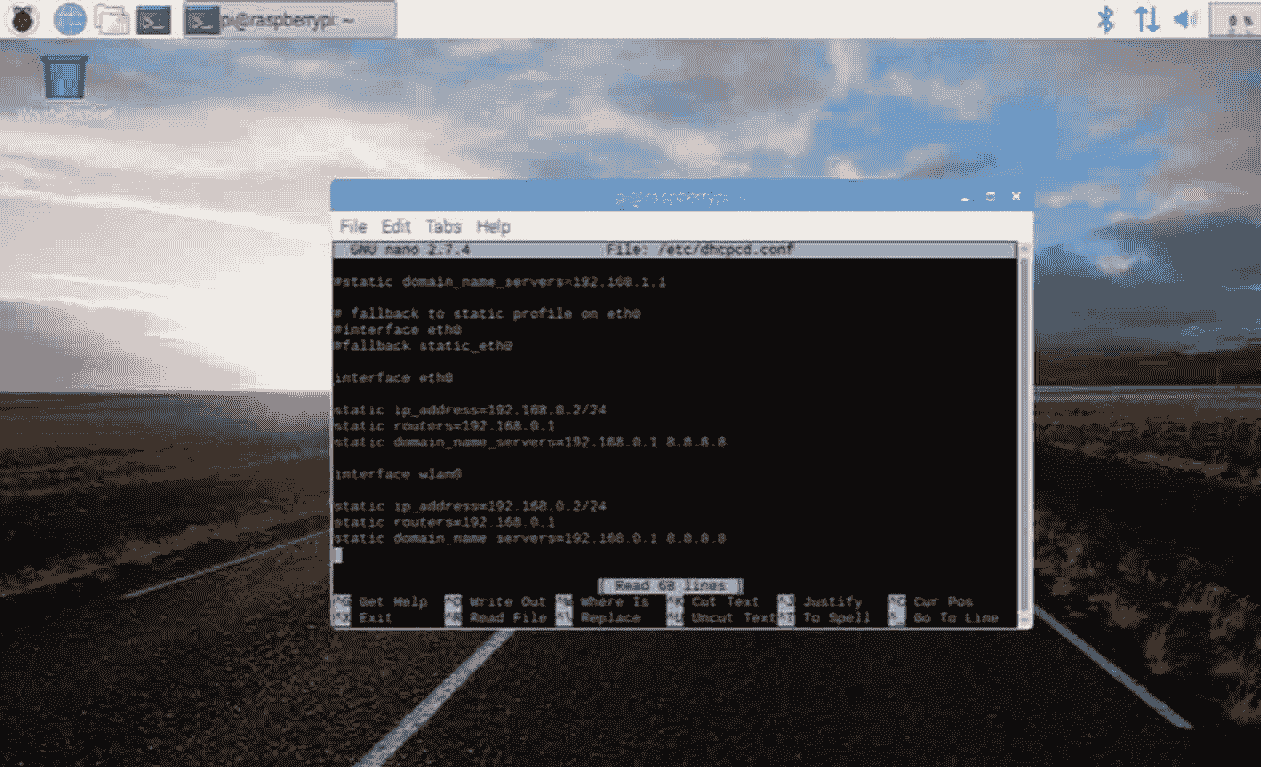 pi@raspberrypi: ~
File Edit Tabs Help
GNU nano 2.7.4 File: /etc/dhcpcd.conf
#static domain_name_servers=192.168.1.1
# fallback to static profile on eth0
#interface eth0
#fallback static_eth0
interface eth0
static ip_address=192.168.0.2/24
static routers=192.168.0.1
static domain_name_servers=192.168.0.1 8.8.8.8
interface wlan0
static ip_address=192.168.0.2/24
static routers=192.168.0.1
static domain_name_servers=192.168.0.1 8.8.8.8
[ Read 60 lines ]
^G Get Help ^O Write Out ^W Where Is ^K Cut Text ^J Justify ^C Cur Pos
^X Exit ^R Read File ^\ Replace ^U Uncut Text ^T To Spell ^_ Go To Line